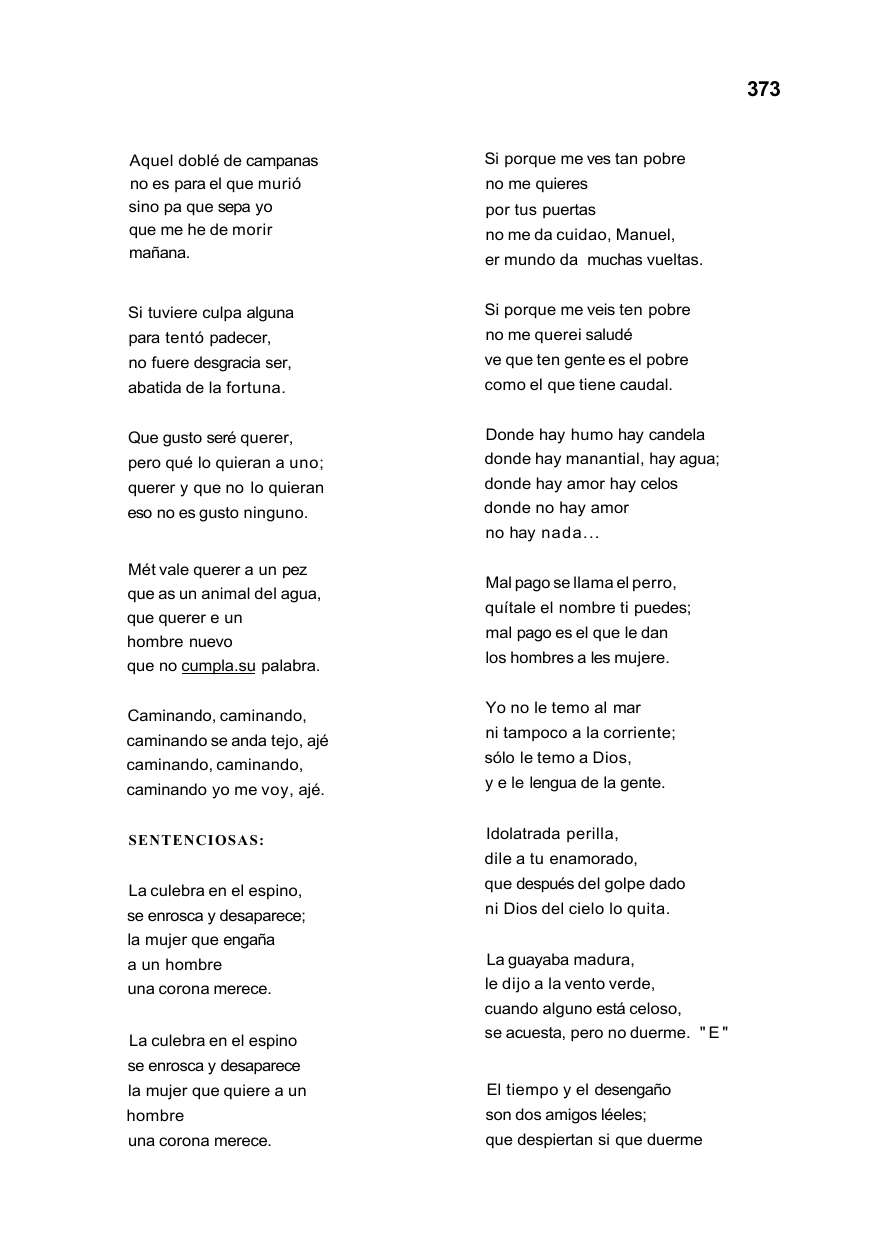 373
Aquel doblé de campanas
no es para el que murió
sino pa que sepa yo
que me he de morir
mañana.
Si tuviere culpa alguna
para tentó padecer,
no fuere desgracia ser,
abatida de la fortuna.
Que gusto seré querer,
pero qué lo quieran a uno;
querer y que no lo quieran
eso no es gusto ninguno.
Mét vale querer a un pez
que as un animal del agua,
que querer e un
hombre nuevo
que no cumpla.su palabra.
Caminando, caminando,
caminando se anda tejo, ajé
caminando, caminando,
caminando yo me voy, ajé.
SENTENCIOSAS:
La culebra en el espino,
se enrosca y desaparece;
la mujer que engaña
a un hombre
una corona merece.
La culebra en el espino
se enrosca y desaparece
la mujer que quiere a un
hombre
una corona merece.
Si porque me ves tan pobre
no me quieres
por tus puertas
no me da cuidao, Manuel,
er mundo da muchas vueltas.
Si porque me veis ten pobre
no me querei saludé
ve que ten gente es el pobre
como el que tiene caudal.
Donde hay humo hay candela
donde hay manantial, hay agua;
donde hay amor hay celos
donde no hay amor
no hay nada...
Mal pago se llama el perro,
quítale el nombre ti puedes;
mal pago es el que le dan
los hombres a les mujere.
Yo no le temo al mar
ni tampoco a la corriente;
sólo le temo a Dios,
y e le lengua de la gente.
Idolatrada perilla,
dile a tu enamorado,
que después del golpe dado
ni Dios del cielo lo quita.
La guayaba madura,
le dijo a la vento verde,
cuando alguno está celoso,
se acuesta, pero no duerme. "E"
El tiempo y el desengaño
son dos amigos léeles;
que despiertan si que duerme